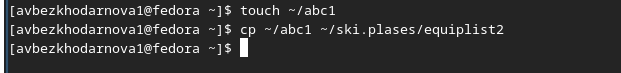 [avbezkhodarnova1@fedora ~]$ touch ~/abc1
[avbezkhodarnova1@fedora ~]$ cp ~/abc1 ~/ski.plases/equiplist2
[avbezkhodarnova1@fedora ~]$